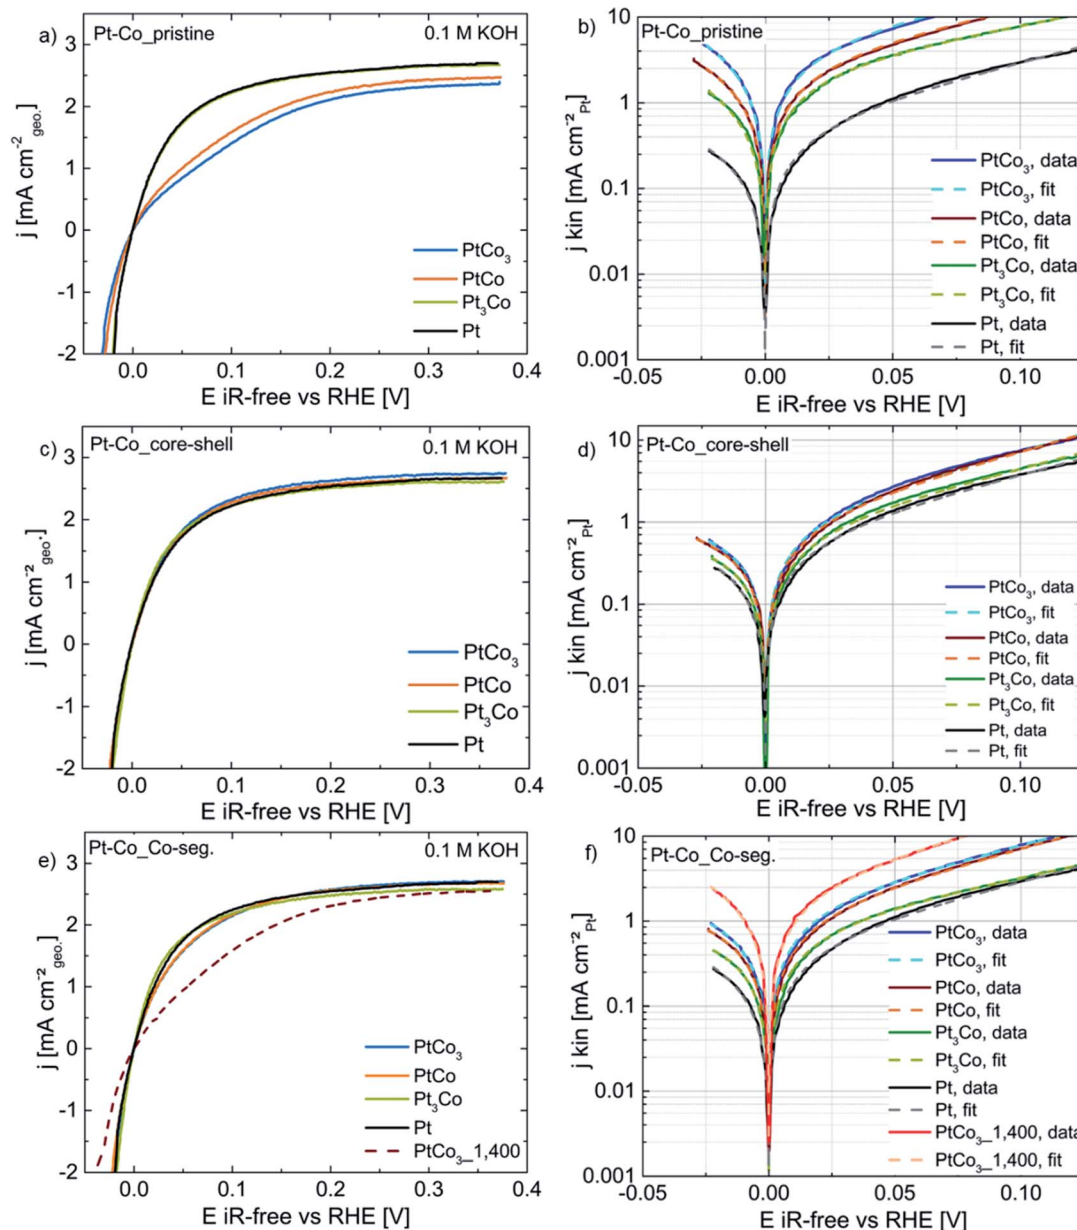 a)
Pt-Co_pristine
0.1 M KOH
3
2
1
0
-1
-2
j [mA cm⁻²geo.]
PtCo₃
PtCo
Pt₃Co
Pt
0.0 0.1 0.2 0.3 0.4
E iR-free vs RHE [V]
b)
Pt-Co_pristine
10
1
0.1
0.01
0.001
j kin [mA cm⁻²Pt]
PtCo₃, data
PtCo₃, fit
PtCo, data
PtCo, fit
Pt₃Co, data
Pt₃Co, fit
Pt, data
Pt, fit
-0.05 0.00 0.05 0.10
E iR-free vs RHE [V]
c)
Pt-Co_core-shell
0.1 M KOH
3
2
1
0
-1
-2
j [mA cm⁻²geo.]
PtCo₃
PtCo
Pt₃Co
Pt
0.0 0.1 0.2 0.3 0.4
E iR-free vs RHE [V]
d)
Pt-Co_core-shell
10
1
0.1
0.01
0.001
j kin [mA cm⁻²Pt]
PtCo₃, data
PtCo₃, fit
PtCo, data
PtCo, fit
Pt₃Co, data
Pt₃Co, fit
Pt, data
Pt, fit
-0.05 0.00 0.05 0.10
E iR-free vs RHE [V]
e)
Pt-Co_Co-seg.
0.1 M KOH
3
2
1
0
-1
-2
j [mA cm⁻²geo.]
PtCo₃
PtCo
Pt₃Co
Pt
PtCo₃_1,400
0.0 0.1 0.2 0.3 0.4
E iR-free vs RHE [V]
f)
Pt-Co_Co-seg.
10
1
0.1
0.01
0.001
j kin [mA cm⁻²Pt]
PtCo₃, data
PtCo₃, fit
PtCo, data
PtCo, fit
Pt₃Co, data
Pt₃Co, fit
Pt, data
Pt, fit
PtCo₃_1,400, data
PtCo₃_1,400, fit
-0.05 0.00 0.05 0.10
E iR-free vs RHE [V]